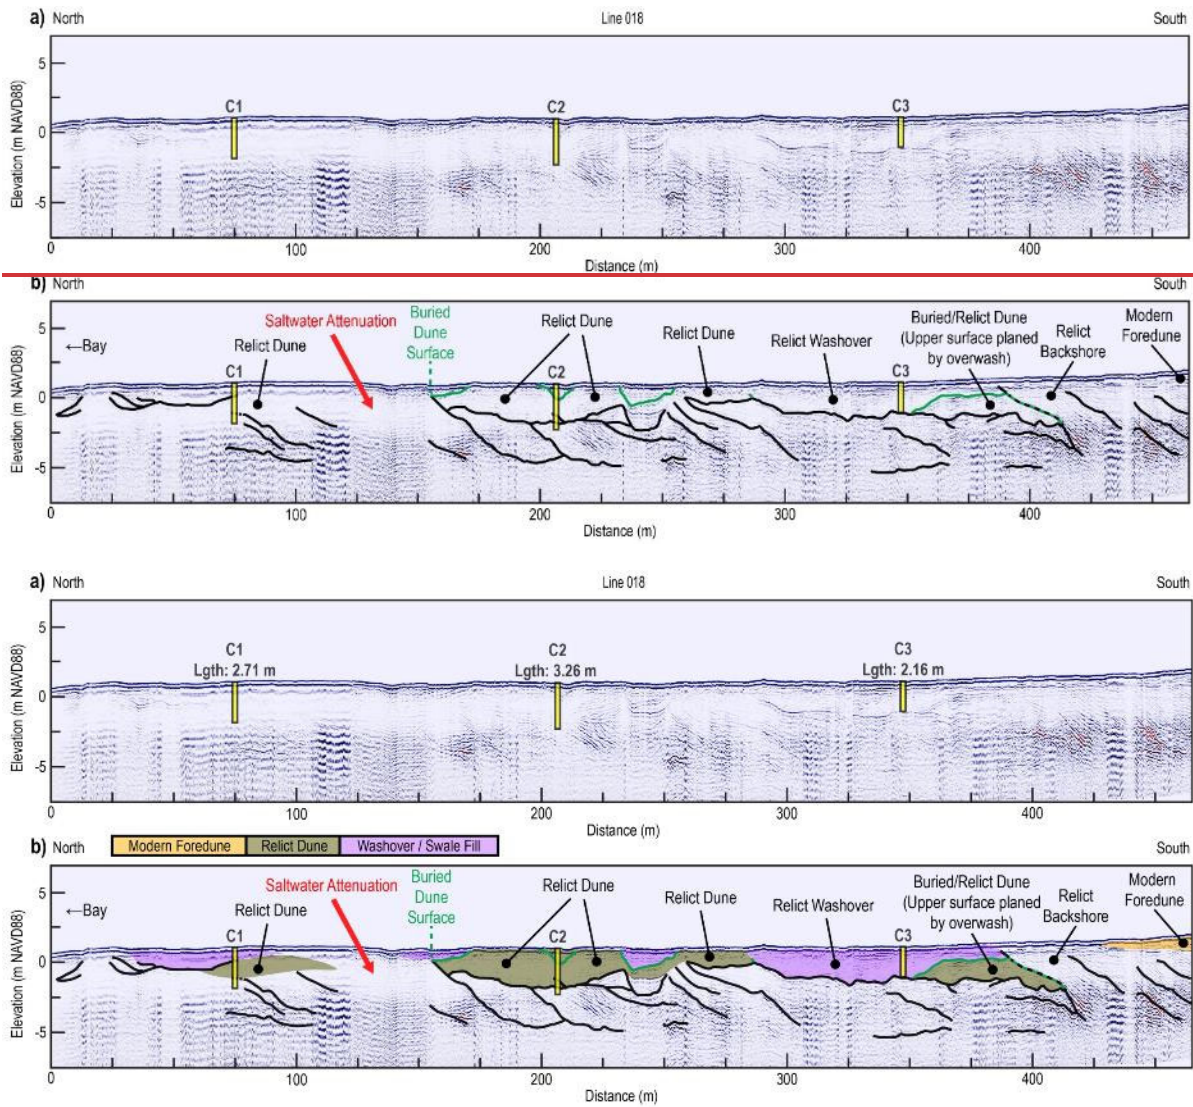 a) North Line 018 South
Elevation (m NAVD88)
5
0
-5
C1 C2 C3
0 100 200 300 400
Distance (m)
b) North South
Elevation (m NAVD88)
5
0
-5
←Bay
Relict Dune
C1
Saltwater Attenuation
Buried
Dune
Surface
Relict Dune
C2
Relict Dune
Relict Washover
C3
Buried/Relict Dune
(Upper surface planed
by overwash)
Relict
Backshore
Modern
Foredune
0 100 200 300 400
Distance (m)
a) North Line 018 South
Elevation (m NAVD88)
5
0
-5
C1
Lgth: 2.71 m
C2
Lgth: 3.26 m
C3
Lgth: 2.16 m
0 100 200 300 400
Distance (m)
b) North South
Modern Foredune Relict Dune Washover / Swale Fill
Elevation (m NAVD88)
5
0
-5
←Bay
Relict Dune
C1
Saltwater Attenuation
Buried
Dune
Surface
Relict Dune
C2
Relict Dune
Relict Washover
C3
Buried/Relict Dune
(Upper surface planed
by overwash)
Relict
Backshore
Modern
Foredune
0 100 200 300 400
Distance (m)